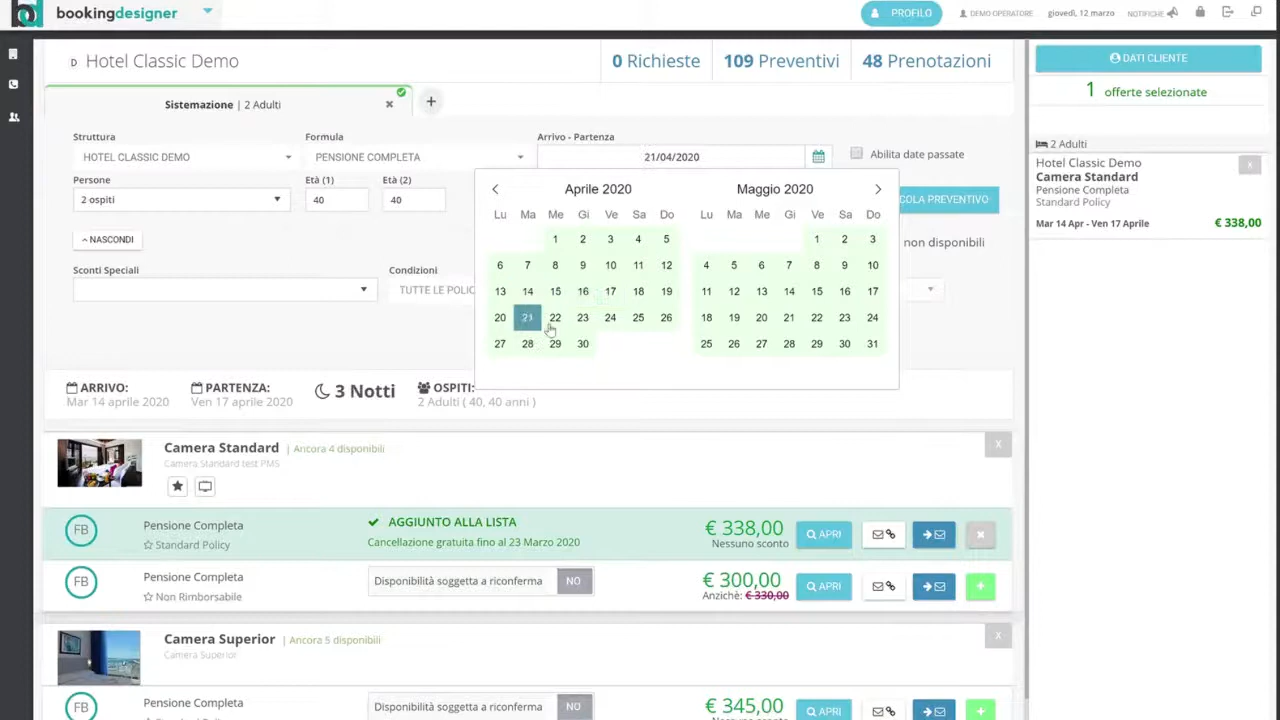 bd bookingdesigner
PROFILO
DEMO OPERATORE
giovedì, 12 marzo
NOTIFICHE
D Hotel Classic Demo
0 Richieste
109 Preventivi
48 Prenotazioni
DATI CLIENTE
1 offerte selezionate
Sistemazione | 2 Adulti
Struttura
Formula
Arrivo - Partenza
HOTEL CLASSIC DEMO
PENSIONE COMPLETA
21/04/2020
Abilita date passate
Persone
Età (1)
Età (2)
2 ospiti
40
40
COLA PREVENTIVO
NASCONDI
non disponibili
Sconti Speciali
Condizioni
TUTTE LE POLIC
Aprile 2020
Lu Ma Me Gi Ve Sa Do
1 2 3 4 5
6 7 8 9 10 11 12
13 14 15 16 17 18 19
20 21 22 23 24 25 26
27 28 29 30
Maggio 2020
Lu Ma Me Gi Ve Sa Do
1 2 3
4 5 6 7 8 9 10
11 12 13 14 15 16 17
18 19 20 21 22 23 24
25 26 27 28 29 30 31
2 Adulti
Hotel Classic Demo
X
Camera Standard
Pensione Completa
Standard Policy
Mar 14 Apr - Ven 17 Aprile
€ 338,00
ARRIVO:
Mar 14 aprile 2020
PARTENZA:
Ven 17 aprile 2020
3 Notti
OSPITI:
2 Adulti ( 40, 40 anni )
Camera Standard | Ancora 4 disponibili
X
Camera Standard test PMS
FB
Pensione Completa
Standard Policy
AGGIUNTO ALLA LISTA
Cancellazione gratuita fino al 23 Marzo 2020
€ 338,00
Nessuno sconto
APRI
FB
Pensione Completa
Non Rimborsabile
Disponibilità soggetta a riconferma NO
€ 300,00
Anzichè: € 330,00
APRI
Camera Superior | Ancora 5 disponibili
X
Camera Superior
FB
Pensione Completa
Disponibilità soggetta a riconferma NO
€ 345,00
APRI